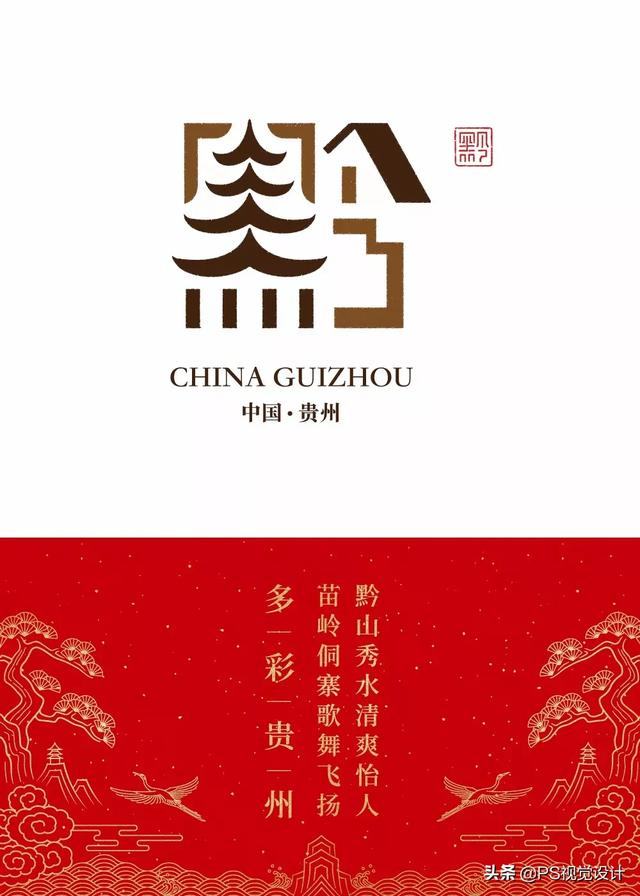 黔
黔
CHINA GUIZHOU
中国·贵州
黔山秀水清爽怡人
苗岭侗寨歌舞飞扬
多彩贵州
头条 @PS视觉设计